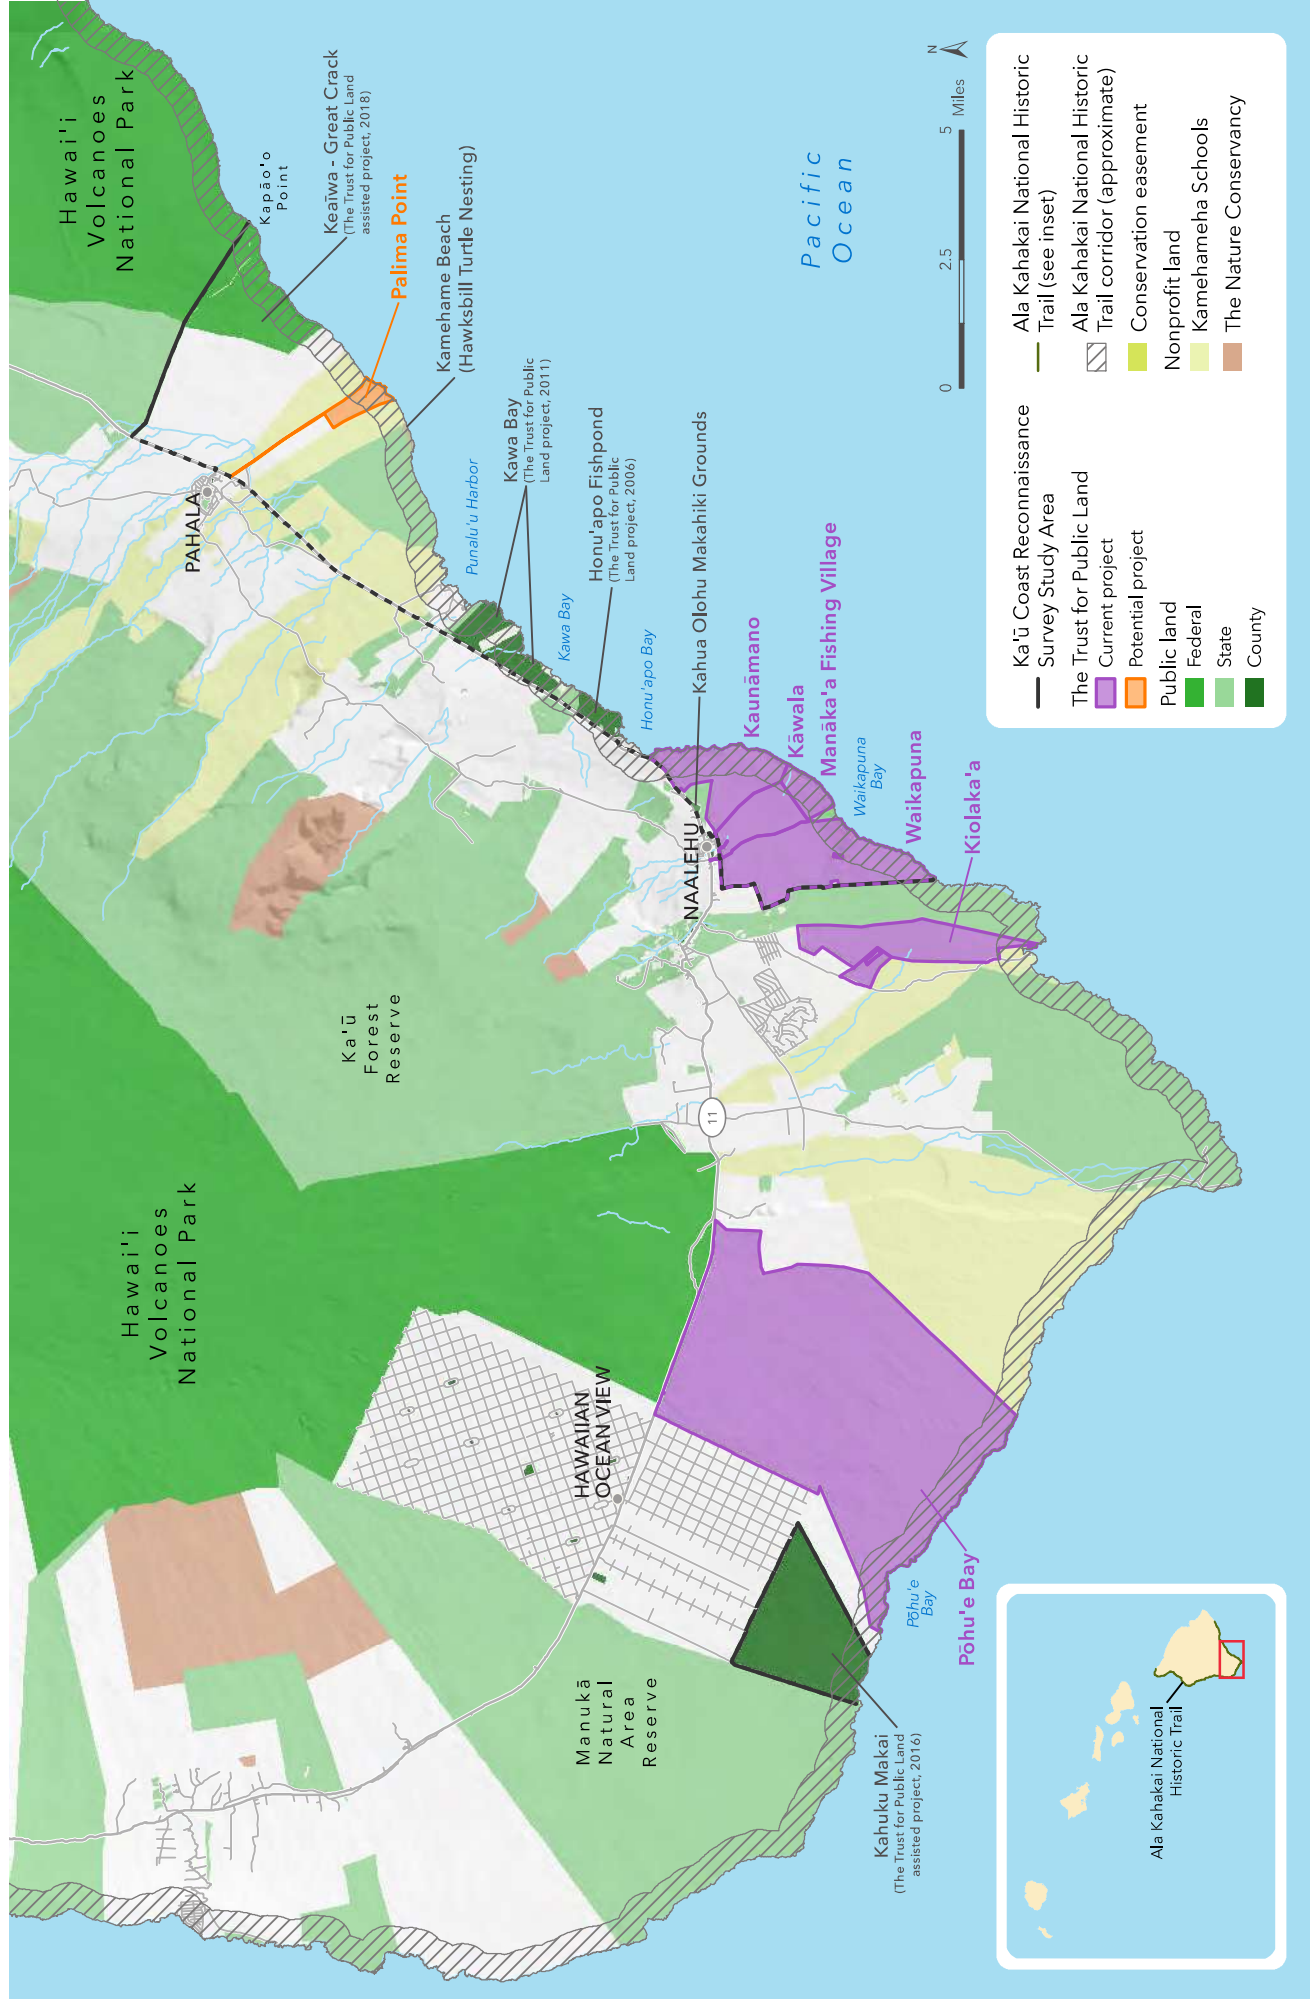 Hawai'i
Volcanoes
National Park
Manukā
Natural
Area
Reserve
Hawai'i
Volcanoes
National Park
Ka'ū
Forest
Reserve
PAHALA
Kapāo'o
Point
Keaīwa - Great Crack
(The Trust for Public Land
assisted project, 2018)
Palima Point
Kamehame Beach
(Hawksbill Turtle Nesting)
Punalu'u Harbor
Kawa Bay
(The Trust for Public
Land project, 2011)
Kawa Bay
Honu'apo Fishpond
(The Trust for Public
Land project, 2006)
Honu'apo Bay
Kahua Olohu Makahiki Grounds
NAALEHU
Kaunāmano
Kāwala
Manāka'a Fishing Village
Waikapuna
Bay
Waikapuna
Kiolaka'a
11
HAWAIIAN
OCEAN VIEW
Pōhu'e
Bay
Pōhu'e Bay
Kahuku Makai
(The Trust for Public Land
assisted project, 2016)
Pacific
Ocean
0
2.5
5
Miles
N
Ka'ū Coast Reconnaissance
Survey Study Area
The Trust for Public Land
Current project
Potential project
Public land
Federal
State
County
Ala Kahakai National Historic
Trail (see inset)
Ala Kahakai National Historic
Trail corridor (approximate)
Conservation easement
Nonprofit land
Kamehameha Schools
The Nature Conservancy
Ala Kahakai National
Historic Trail